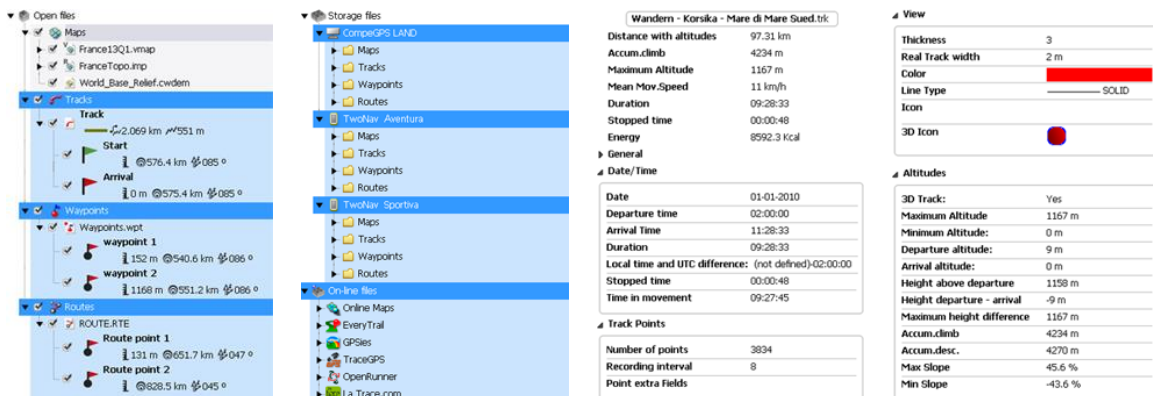 Open files
Maps
France13Q1.vmap
FranceTopo.imp
World_Base_Relief.cwdem
Tracks
Track
2.069 km 551 m
Start
576.4 km 085 º
Arrival
0 m 575.4 km 085 º
Waypoints
Waypoints.wpt
waypoint 1
152 m 540.6 km 086 º
waypoint 2
1168 m 551.2 km 086 º
Routes
ROUTE.RTE
Route point 1
131 m 651.7 km 047 º
Route point 2
828.5 km 045 º
Storage files
CompeGPS LAND
Maps
Tracks
Waypoints
Routes
TwoNav Aventura
Maps
Tracks
Waypoints
Routes
TwoNav Sportiva
Maps
Tracks
Waypoints
Routes
On-line files
Online Maps
EveryTrail
GPSies
TraceGPS
OpenRunner
La Trace.com
Wandern - Korsika - Mare di Mare Sued.trk
Distance with altitudes 97.31 km
Accum.climb 4234 m
Maximum Altitude 1167 m
Mean Mov.Speed 11 km/h
Duration 09:28:33
Stopped time 00:00:48
Energy 8592.3 Kcal
General
Date/Time
Date 01-01-2010
Departure time 02:00:00
Arrival Time 11:28:33
Duration 09:28:33
Local time and UTC difference: (not defined)-02:00:00
Stopped time 00:00:48
Time in movement 09:27:45
Track Points
Number of points 3834
Recording interval 8
Point extra Fields
View
Thickness 3
Real Track width 2 m
Color
Line Type SOLID
Icon
3D Icon
Altitudes
3D Track: Yes
Maximum Altitude 1167 m
Minimum Altitude: 0 m
Departure altitude: 9 m
Arrival altitude: 0 m
Height above departure 1158 m
Height departure - arrival -9 m
Maximum height difference 1167 m
Accum.climb 4234 m
Accum.desc. 4270 m
Max Slope 45.6 %
Min Slope -43.6 %